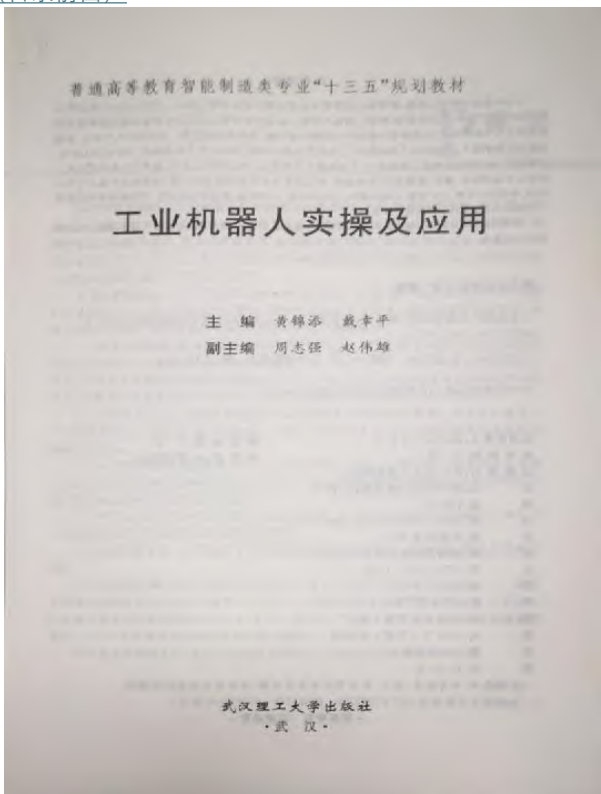 普通高等教育智能制造类专业“十三五”规划教材
工业机器人实操及应用
主 编 黄锦添 戴幸平
副主编 周志强 赵伟雄
武汉理工大学出版社
·武 汉·